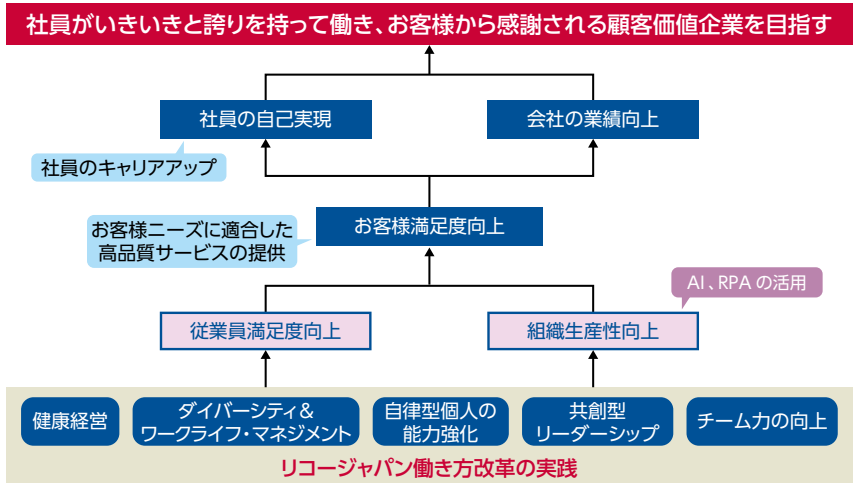 社員がいきいきと誇りを持って働き、お客様から感謝される顧客価値企業を目指す
社員の自己実現
会社の業績向上
社員のキャリアアップ
お客様満足度向上
お客様ニーズに適合した
高品質サービスの提供
AI、RPA の活用
従業員満足度向上
組織生産性向上
健康経営
ダイバーシティ&
ワークライフ・マネジメント
自律型個人の
能力強化
共創型
リーダーシップ
チーム力の向上
リコージャパン働き方改革の実践